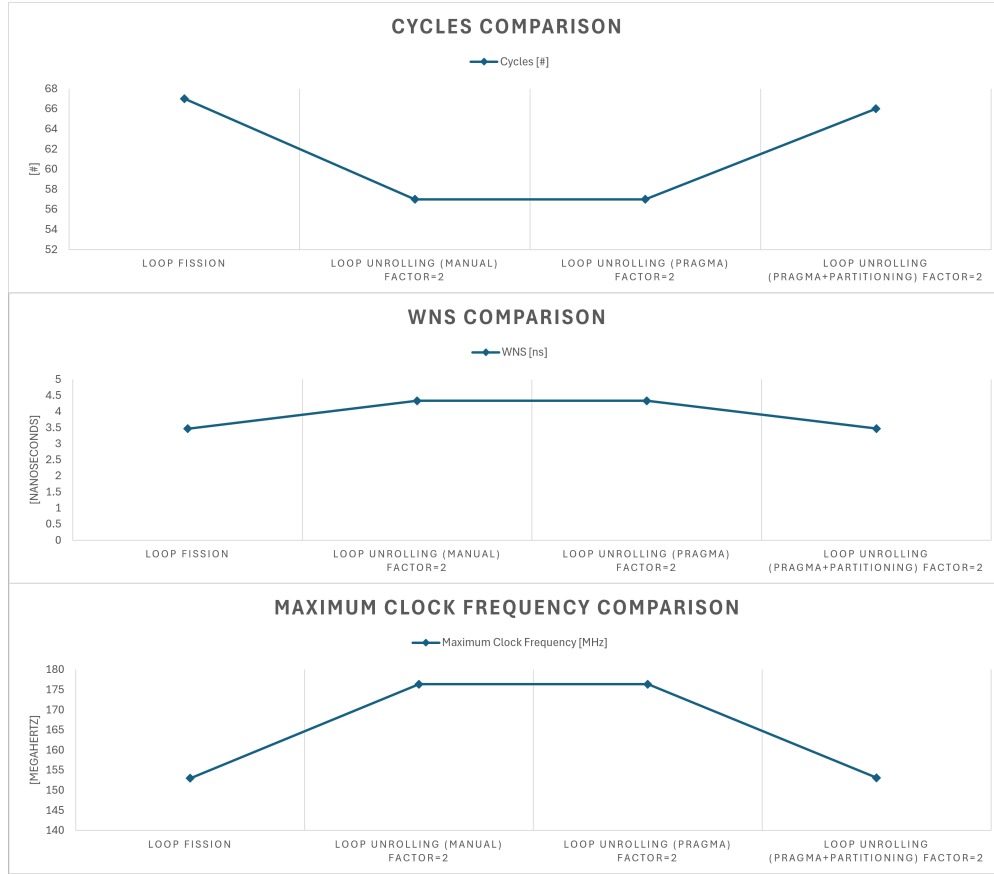 CYCLES COMPARISON
Cycles [#]
68
66
64
62
60
58
56
54
52
[#]
LOOP FISSION
LOOP UNROLLING (MANUAL)
FACTOR=2
LOOP UNROLLING (PRAGMA)
FACTOR=2
LOOP UNROLLING
(PRAGMA+PARTITIONING) FACTOR=2
WNS COMPARISON
WNS [ns]
5
4.5
4
3.5
3
2.5
2
1.5
1
0.5
0
[NANOSECONDS]
LOOP FISSION
LOOP UNROLLING (MANUAL)
FACTOR=2
LOOP UNROLLING (PRAGMA)
FACTOR=2
LOOP UNROLLING
(PRAGMA+PARTITIONING) FACTOR=2
MAXIMUM CLOCK FREQUENCY COMPARISON
Maximum Clock Frequency [MHz]
180
175
170
165
160
155
150
145
140
[MEGAHERTZ]
LOOP FISSION
LOOP UNROLLING (MANUAL)
FACTOR=2
LOOP UNROLLING (PRAGMA)
FACTOR=2
LOOP UNROLLING
(PRAGMA+PARTITIONING) FACTOR=2